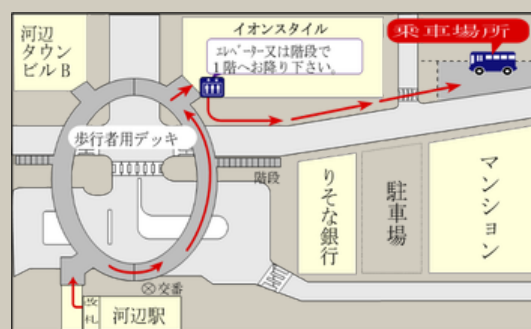 河辺
タウン
ビルB
イオンスタイル
エレベーター又は階段で
1階へお降り下さい。
乗車場所
歩行者用デッキ
階段
りそな銀行
駐車場
マンション
交番
改札
河辺駅